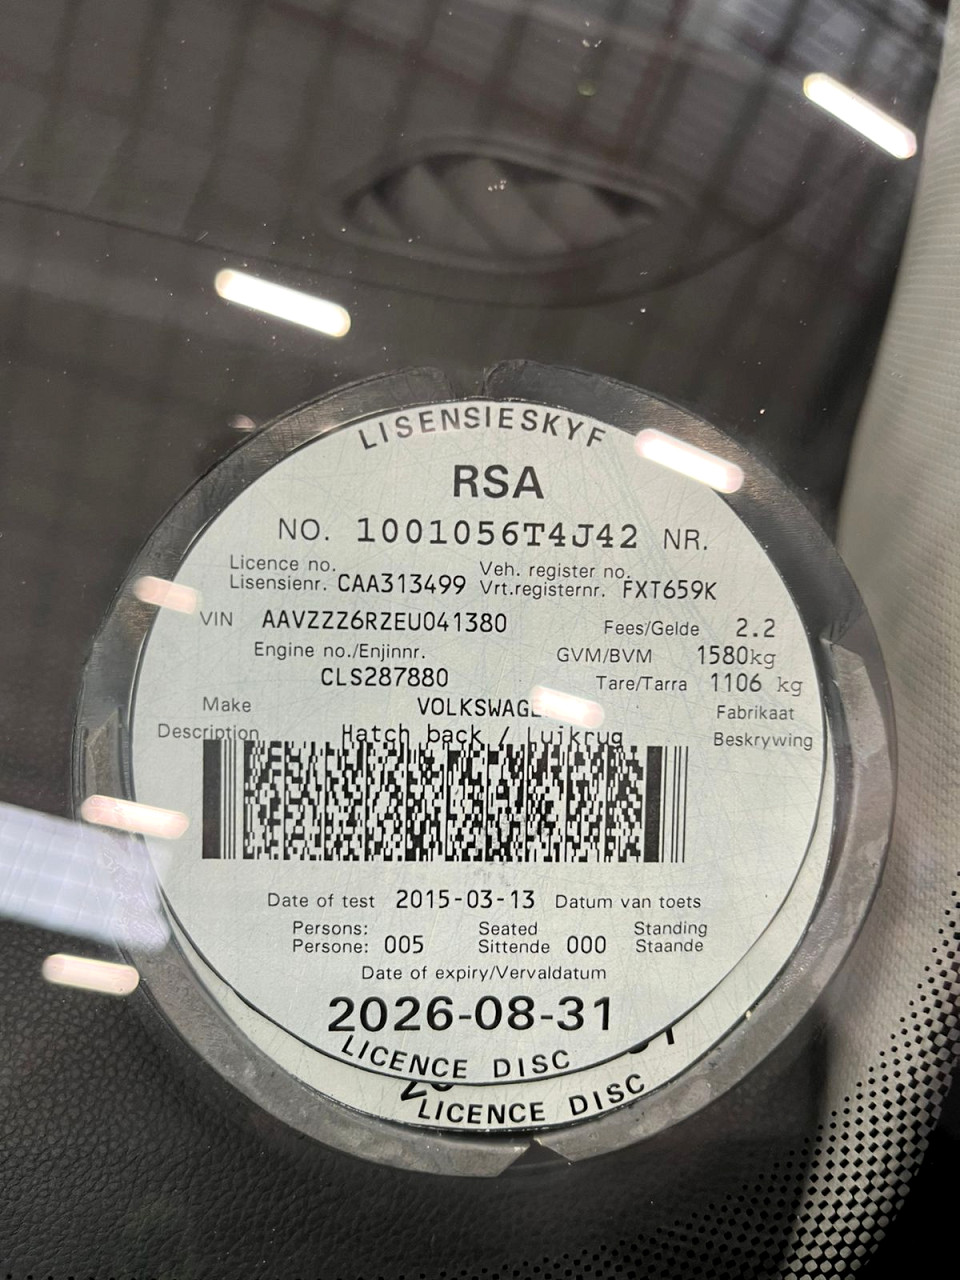 LISENSIESKYF
RSA
NO. 1001056T4J42 NR.
Licence no. Veh. register no.
Lisensienr. CAA313499 Vrt.registernr. FXT659K
VIN AAVZZZ6RZEU041380 Fees/Gelde 2.2
Engine no./Enjinnr. GVM/BVM 1580kg
CLS287880 Tare/Tarra 1106 kg
Make VOLKSWAGE Fabrikaat
Description Hatch back / Luikrug Beskrywing
Date of test 2015-03-13 Datum van toets
Persons: Seated Standing
Persone: 005 Sittende 000 Staande
Date of expiry/Vervaldatum
2026-08-31
LICENCE DISC
LICENCE DISC